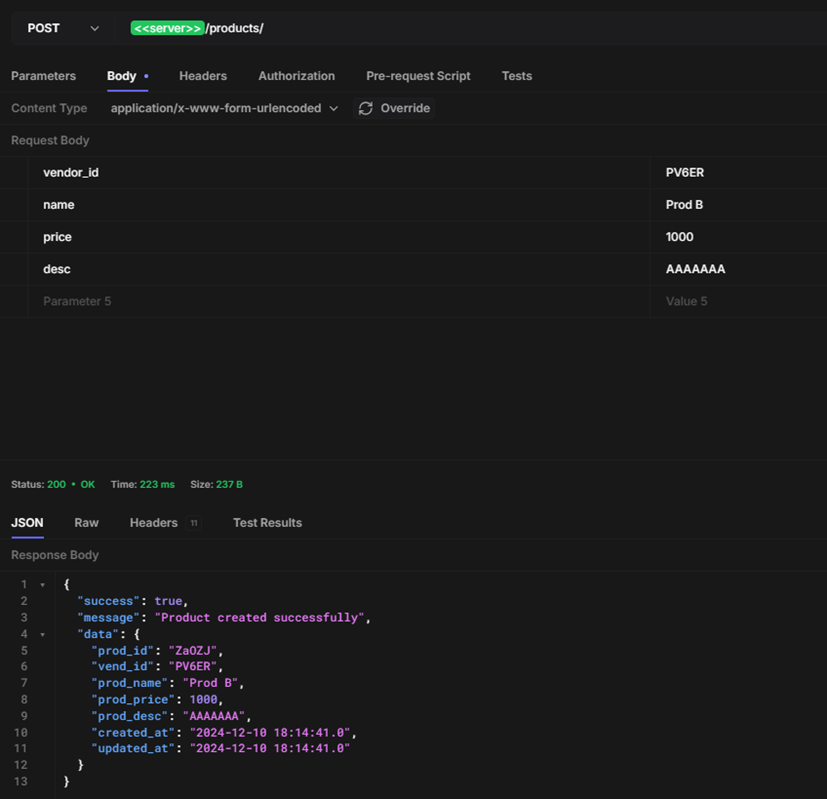 POST <<server>>/products/
Parameters Body • Headers Authorization Pre-request Script Tests
Content Type application/x-www-form-urlencoded Override
Request Body
vendor_id PV6ER
name Prod B
price 1000
desc AAAAAAA
Parameter 5 Value 5
Status: 200 • OK Time: 223 ms Size: 237 B
JSON Raw Headers 11 Test Results
Response Body
1 {
2 "success": true,
3 "message": "Product created successfully",
4 "data": {
5 "prod_id": "ZaOZJ",
6 "vend_id": "PV6ER",
7 "prod_name": "Prod B",
8 "prod_price": 1000,
9 "prod_desc": "AAAAAAA",
10 "created_at": "2024-12-10 18:14:41.0",
11 "updated_at": "2024-12-10 18:14:41.0"
12 }
13 }